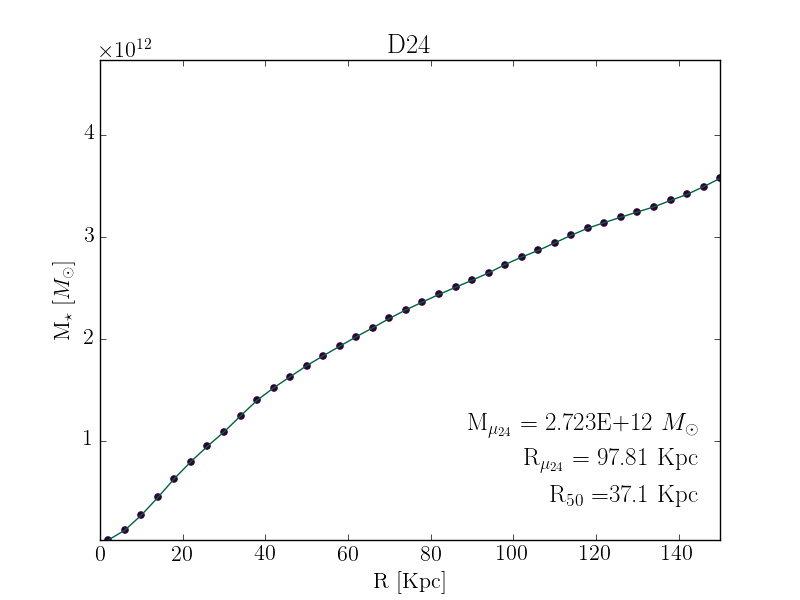 ×10¹² D24
4
3
2
1
M⋆ [M⊙]
M_μ₂₄ = 2.723E+12 M⊙
R_μ₂₄ = 97.81 Kpc
R₅₀ =37.1 Kpc
0 20 40 60 80 100 120 140
R [Kpc]